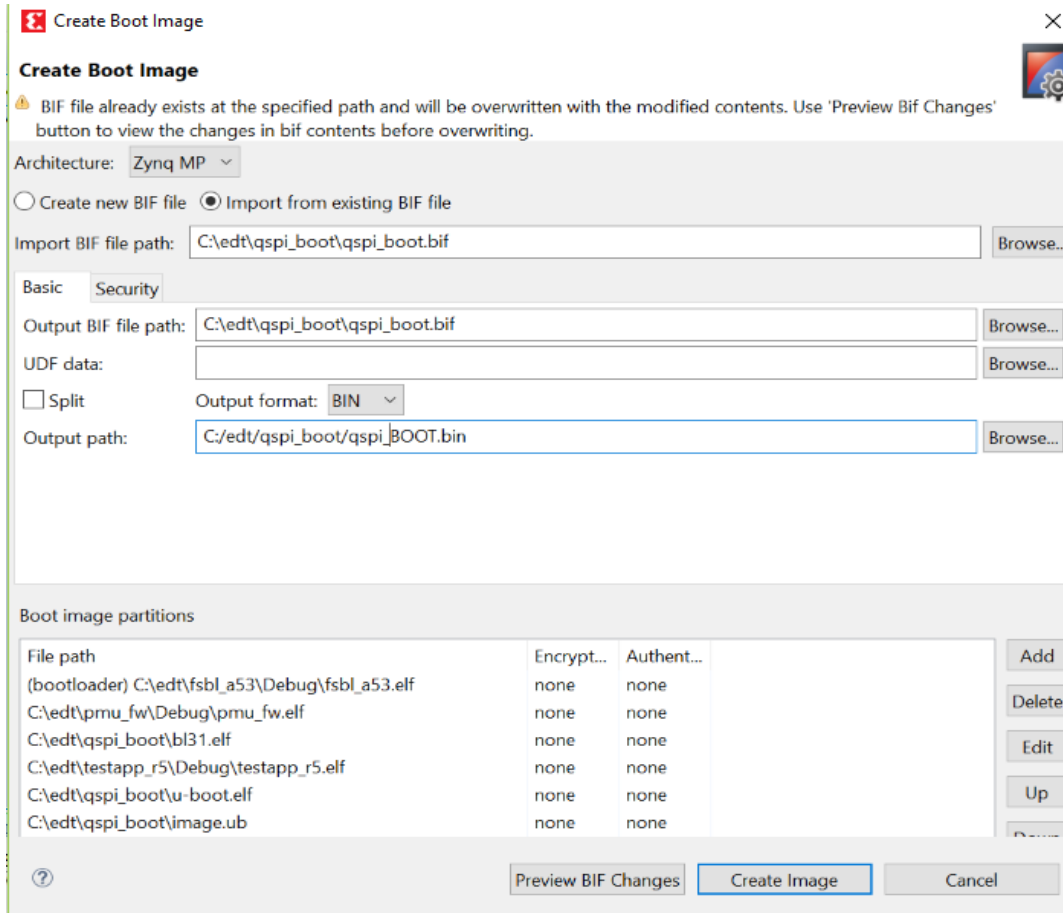 Create Boot Image
Create Boot Image
BIF file already exists at the specified path and will be overwritten with the modified contents. Use 'Preview Bif Changes'
button to view the changes in bif contents before overwriting.
Architecture: Zynq MP
Create new BIF file Import from existing BIF file
Import BIF file path: C:\edt\qspi_boot\qspi_boot.bif Browse..
Basic Security
Output BIF file path: C:\edt\qspi_boot\qspi_boot.bif Browse...
UDF data: Browse...
Split Output format: BIN
Output path: C:/edt/qspi_boot/qspi_BOOT.bin Browse...
Boot image partitions
File path Encrypt... Authent... Add
(bootloader) C:\edt\fsbl_a53\Debug\fsbl_a53.elf none none
C:\edt\pmu_fw\Debug\pmu_fw.elf none none Delete
C:\edt\qspi_boot\bl31.elf none none Edit
C:\edt\testapp_r5\Debug\testapp_r5.elf none none
C:\edt\qspi_boot\u-boot.elf none none Up
C:\edt\qspi_boot\image.ub none none
? Preview BIF Changes Create Image Cancel